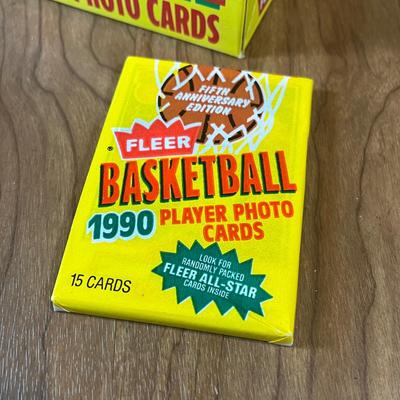 PHOTO CARDS
FIFTH
ANNIVERSARY
EDITION
FLEER
®
BASKETBALL
1990 PLAYER PHOTO
CARDS
LOOK FOR
RANDOMLY PACKED
FLEER ALL-STAR
CARDS INSIDE
15 CARDS